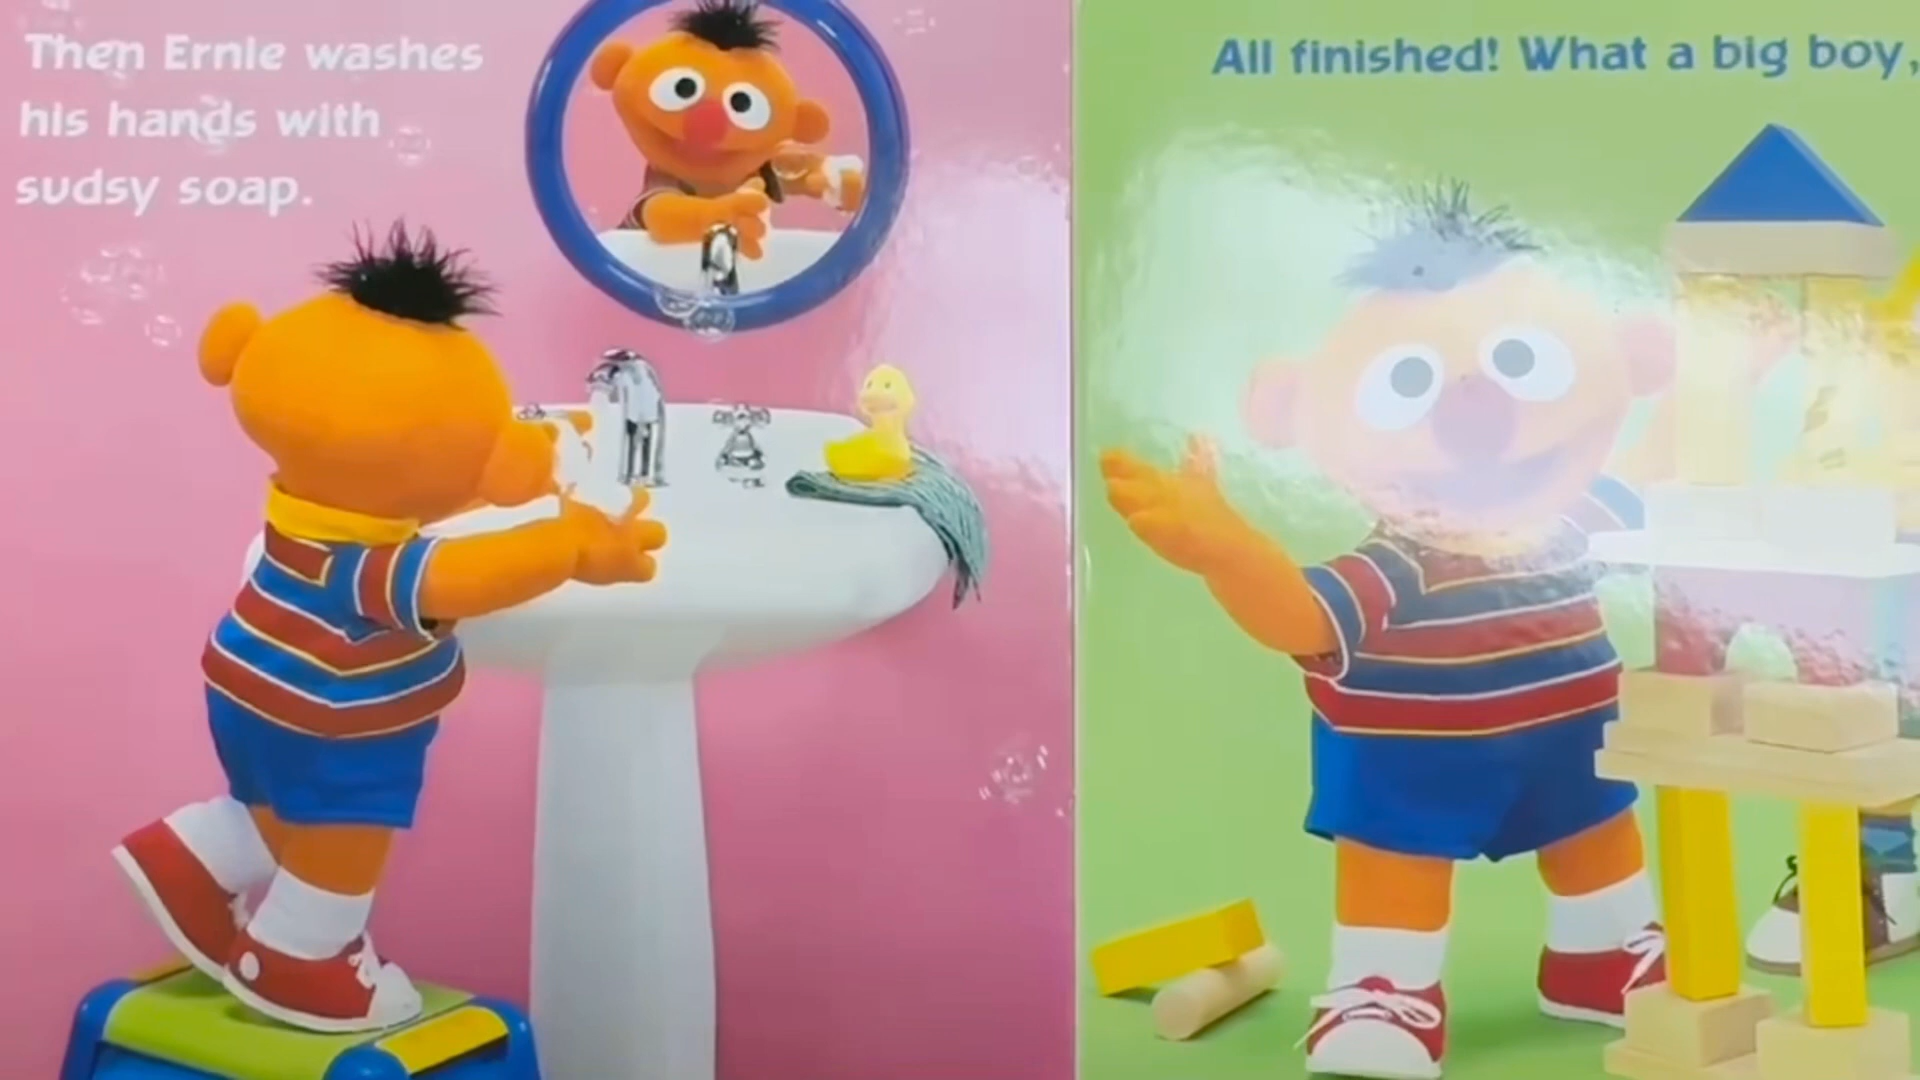 Then Ernie washes
his hands with
sudsy soap.
All finished! What a big boy,